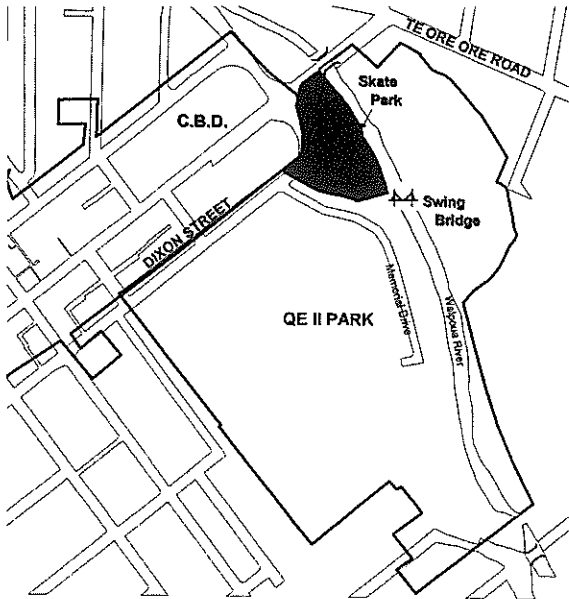 TE ORE ORE ROAD
Skate
Park
C.B.D.
Swing
Bridge
DIXON STREET
Memorial Drive
Waipoua River
QE II PARK